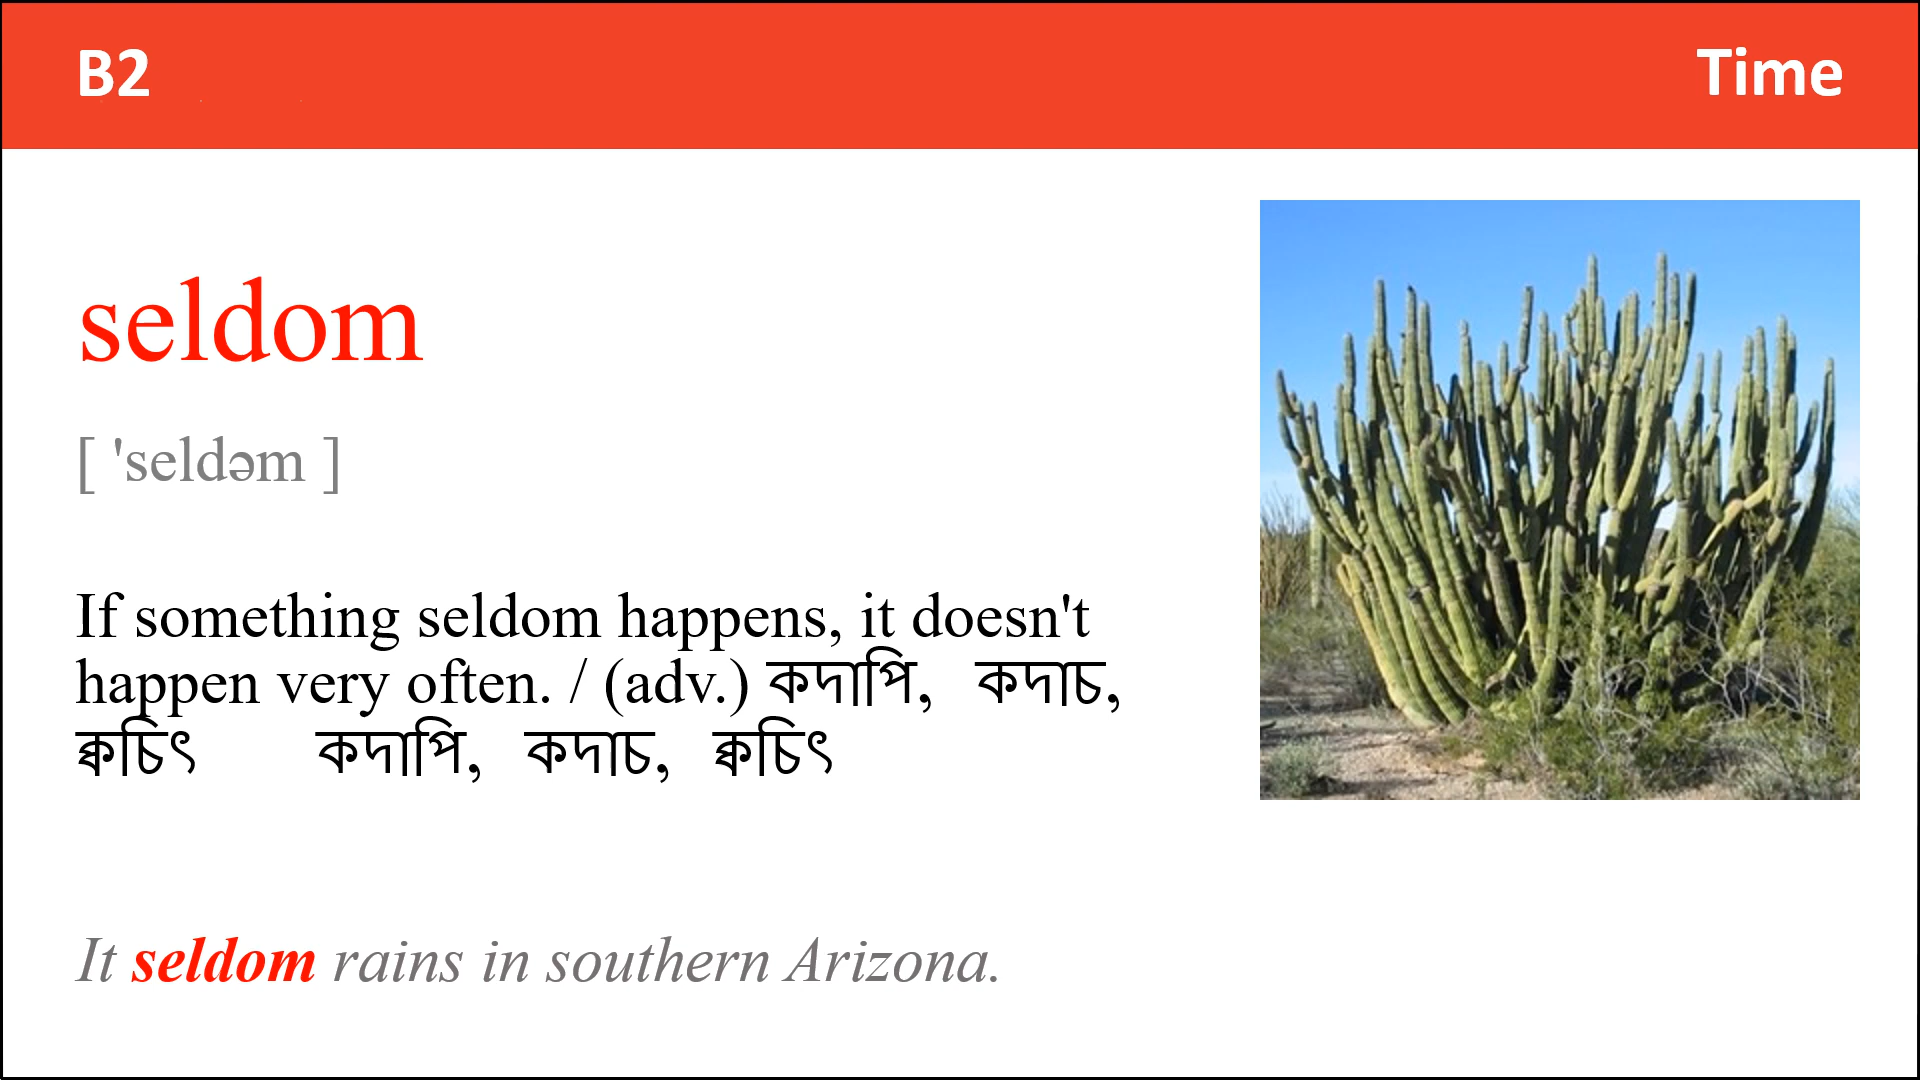 B2
Time
seldom
[ 'seldəm ]
If something seldom happens, it doesn't
happen very often. / (adv.) কদাপি, কদাচ,
ক্বচিৎ কদাপি, কদাচ, ক্বচিৎ
It seldom rains in southern Arizona.